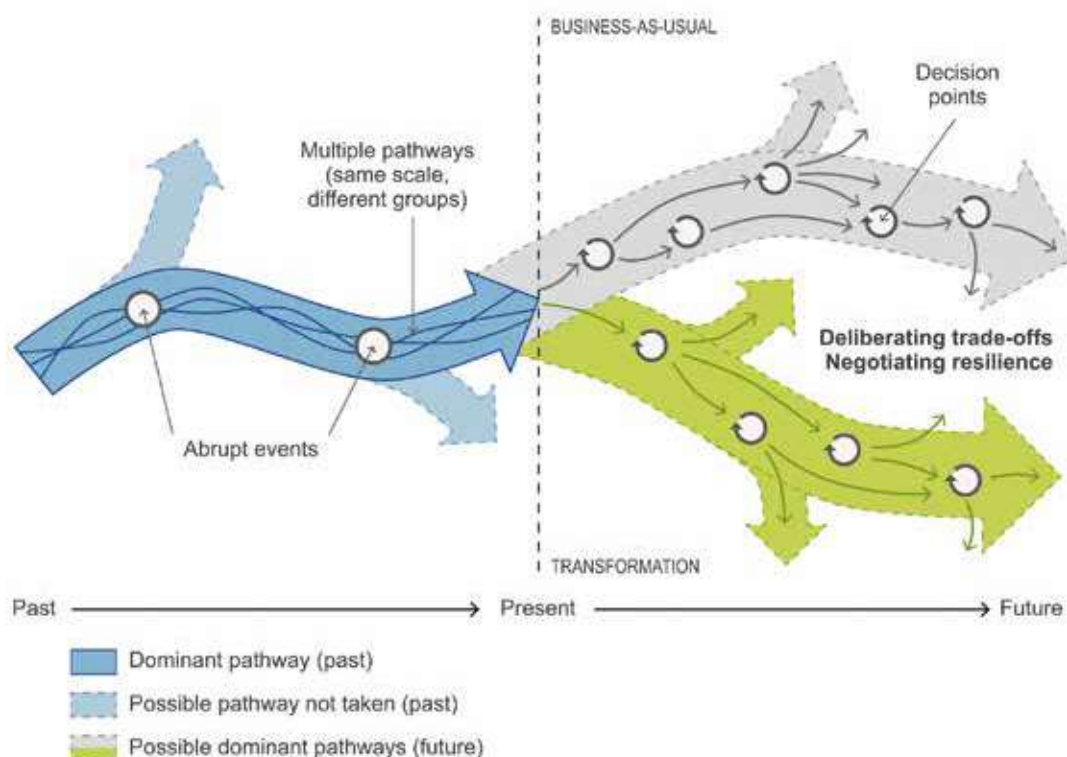 BUSINESS-AS-USUAL
Decision
points
Multiple pathways
(same scale,
different groups)
Deliberating trade-offs
Negotiating resilience
Abrupt events
TRANSFORMATION
Past
Present
Future
Dominant pathway (past)
Possible pathway not taken (past)
Possible dominant pathways (future)